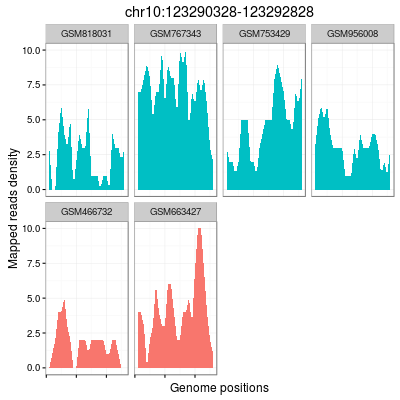 chr10:123290328-123292828
GSM818031 GSM767343 GSM753429 GSM956008
10.0
7.5
5.0
2.5
0.0
GSM466732 GSM663427
10.0
7.5
5.0
2.5
0.0
Mapped reads density
Genome positions